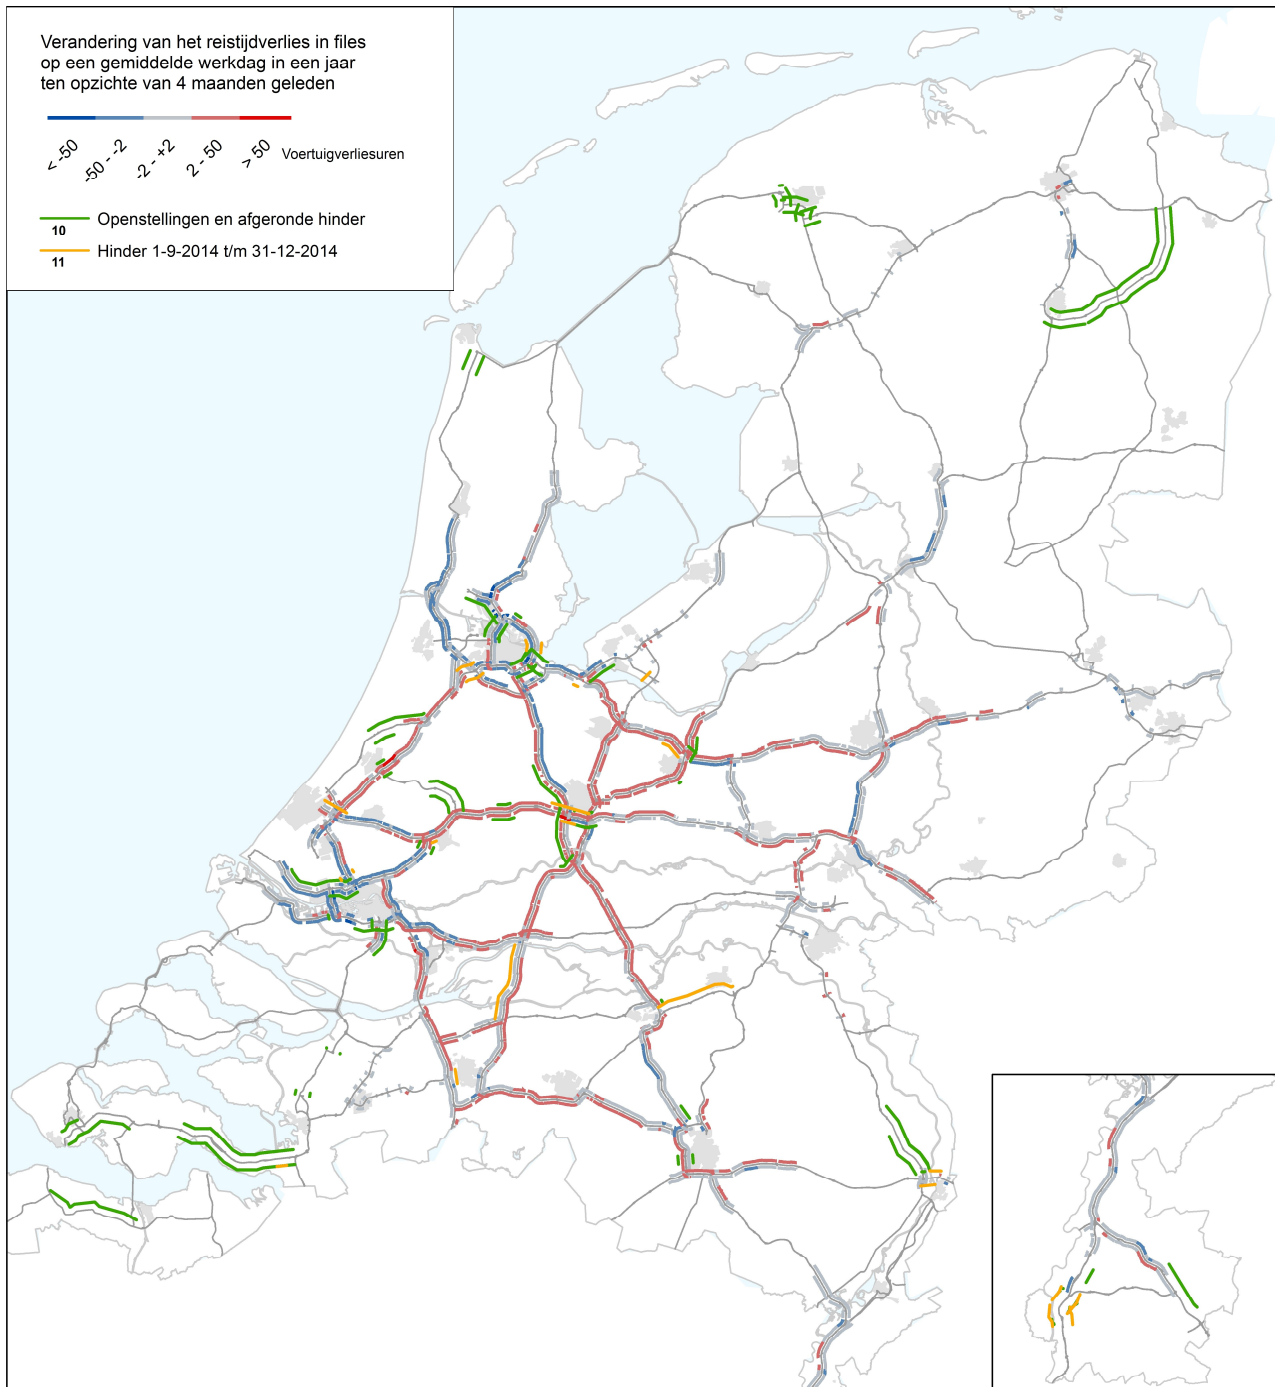 Verandering van het reistijdverlies in files
op een gemiddelde werkdag in een jaar
ten opzichte van 4 maanden geleden
< -50
-50 - -2
-2 - +2
2 - 50
> 50
Voertuigverliesuren
10 Openstellingen en afgeronde hinder
11 Hinder 1-9-2014 t/m 31-12-2014